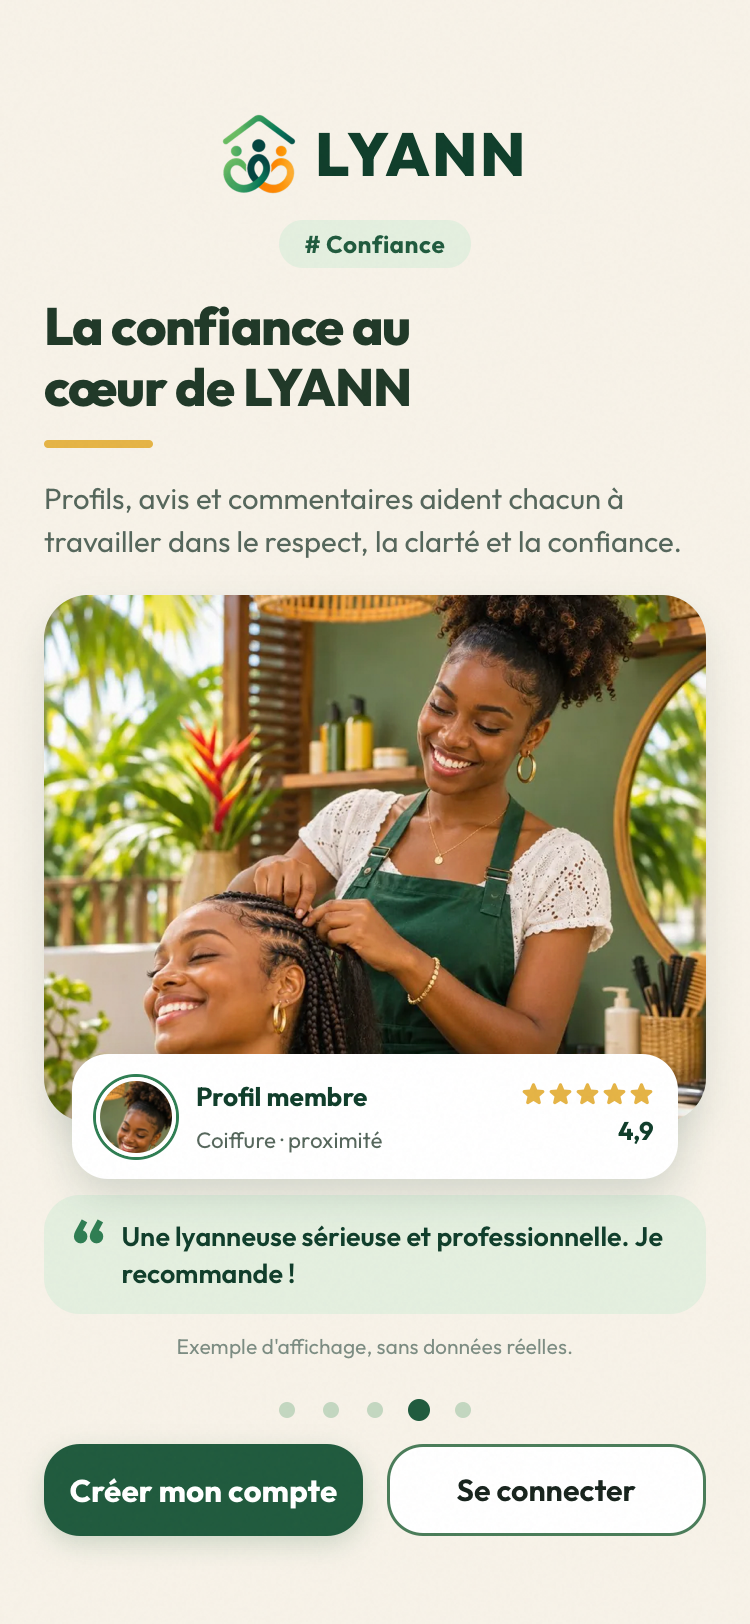 LYANN
# Confiance
La confiance au
cœur de LYANN
Profils, avis et commentaires aident chacun à
travailler dans le respect, la clarté et la confiance.
Profil membre
Coiffure · proximité
4,9
“ Une lyanneuse sérieuse et professionnelle. Je
recommande !
Exemple d'affichage, sans données réelles.
Créer mon compte
Se connecter